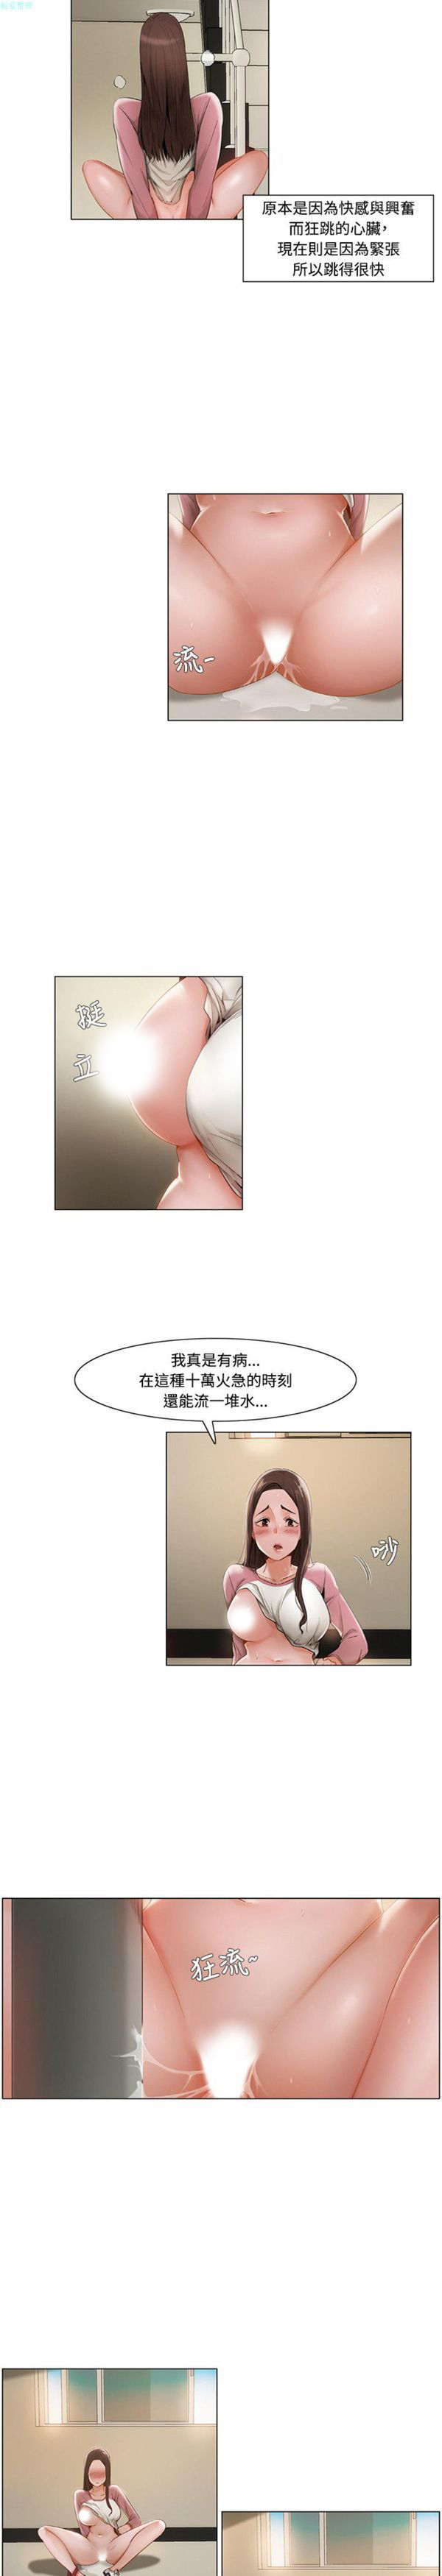 原本是因為快感與興奮
而狂跳的心臟,
現在則是因為緊張
所以跳得很快
流~
挺
立
我真是有病...
在這種十萬火急的時刻
還能流一堆水...
唦
狂流~